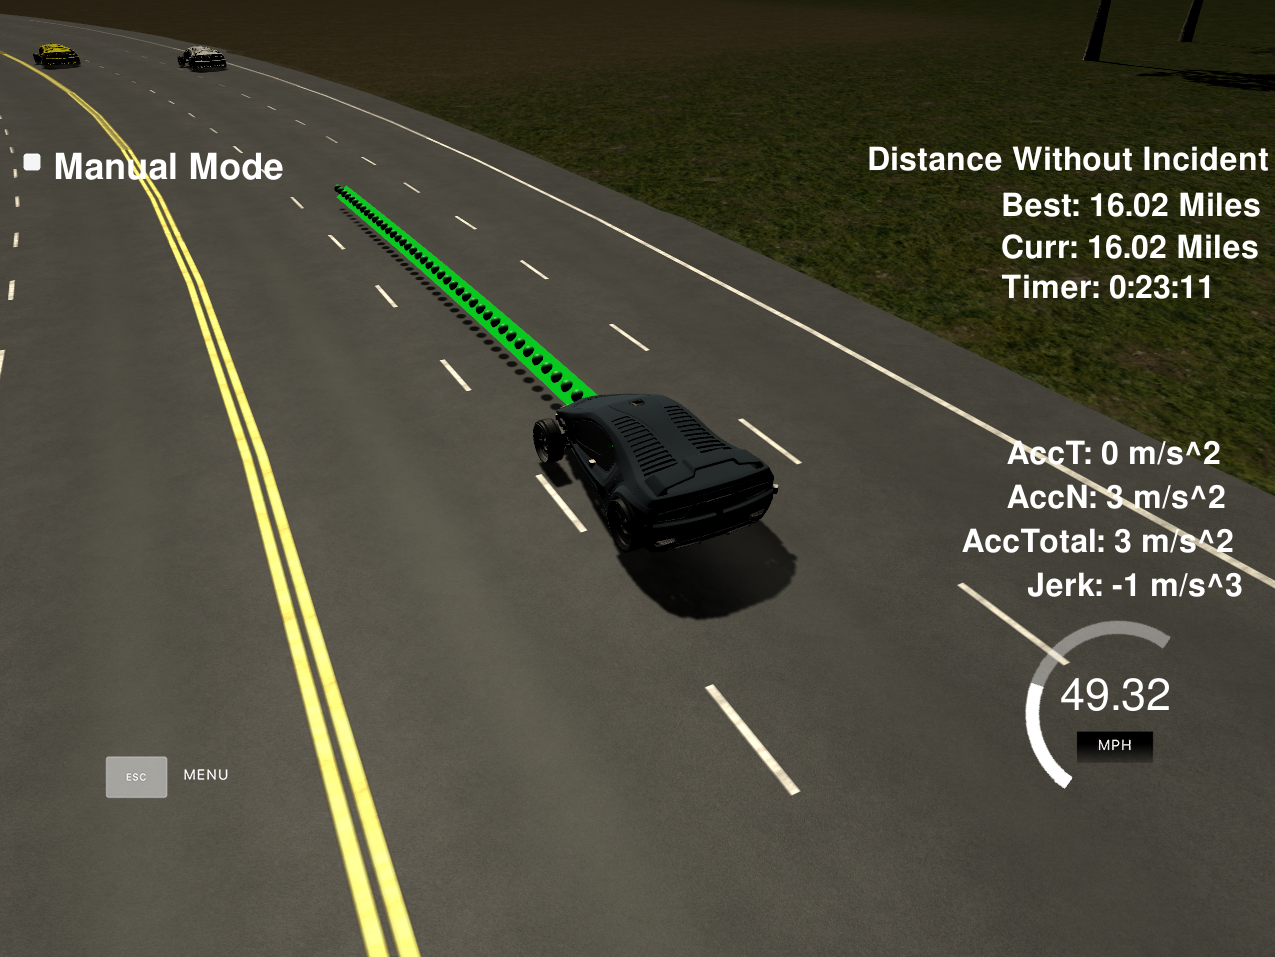 Manual Mode
Distance Without Incident
Best: 16.02 Miles
Curr: 16.02 Miles
Timer: 0:23:11
AccT: 0 m/s^2
AccN: 3 m/s^2
AccTotal: 3 m/s^2
Jerk: -1 m/s^3
49.32
MPH
ESC MENU